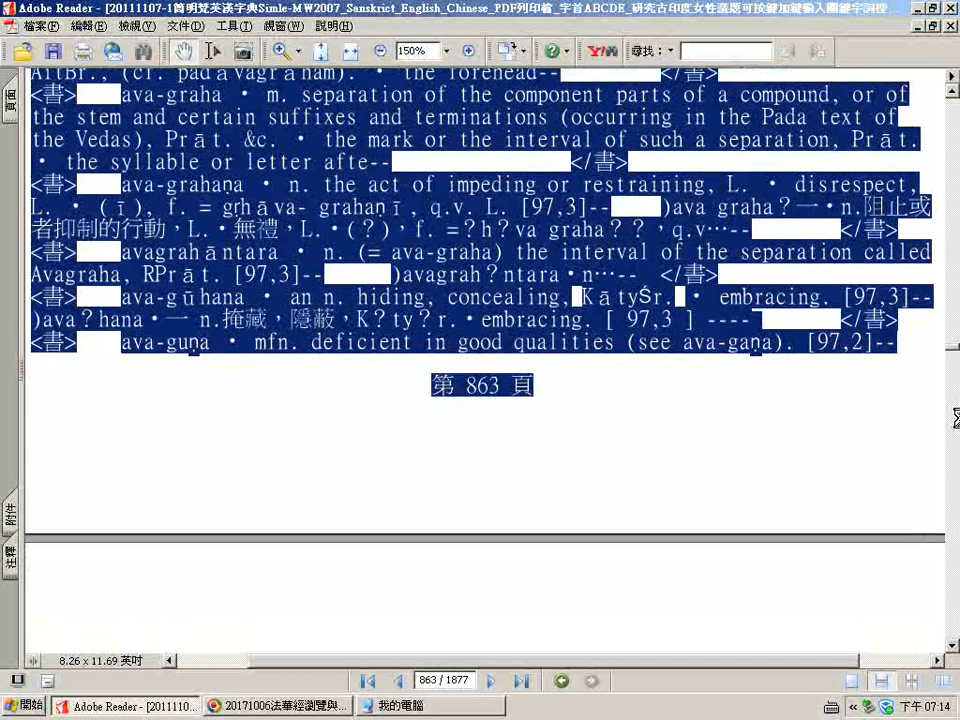 Adobe Reader - [20111107-1簡明梵英漢字典Simle-MW2007_Sanskrict_English_Chinese_PDF列印檔_字首ABCDE_研究古印度女性議題可按鍵加鍵輸入關鍵字詞搜
檔案(F) 編輯(E) 檢視(V) 文件(D) 工具(T) 視窗(W) 說明(H)
150% 尋找：
頁面
AitBr., (cf. padāvagrāham). • the forehead-- </書>
<書> ava-graha • m. separation of the component parts of a compound, or of
the stem and certain suffixes and terminations (occurring in the Pada text of
the Vedas), Prāt. &c. • the mark or the interval of such a separation, Prāt.
• the syllable or letter afte-- </書>
<書> ava-grahaṇa • n. the act of impeding or restraining, L. • disrespect,
L. • (ī), f. = gṛhāva- grahaṇī, q.v. L. [97,3]-- )ava graha？一•n.阻止或
者抑制的行動，L.•無禮，L.•(？)，f. =？h？va graha？？，q.v…-- </書>
<書> avagrahāntara • n. (= ava-graha) the interval of the separation called
Avagraha, RPrāt. [97,3]-- )avagrah？ntara•n…-- </書>
<書> ava-gūhana • an n. hiding, concealing, KātyŚr. • embracing. [97,3]--
)ava？hana•一 n.掩藏，隱蔽，K？ty？r.•embracing. [ 97,3 ] ---- </書>
<書> ava-guṇa • mfn. deficient in good qualities (see ava-gaṇa). [97,2]--
第 863 頁
附件
注釋
8.26 x 11.69 英吋
863 / 1877
開始 Adobe Reader - [2011110... 20171006法華經瀏覽與... 我的電腦 下午 07:14